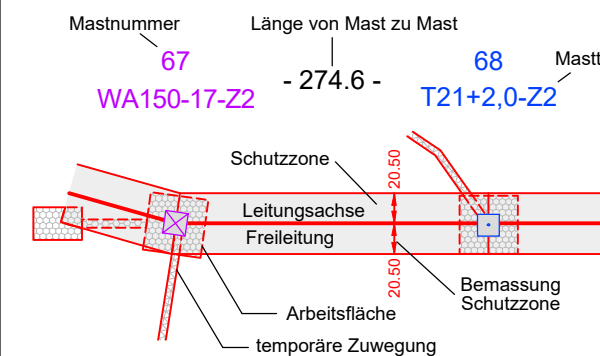 Mastnummer
Länge von Mast zu Mast
67
- 274.6 -
68
Mastt
WA150-17-Z2
T21+2,0-Z2
Schutzzone
20.50
Leitungsachse
Freileitung
20.50
Bemassung
Schutzzone
Arbeitsfläche
temporäre Zuwegung